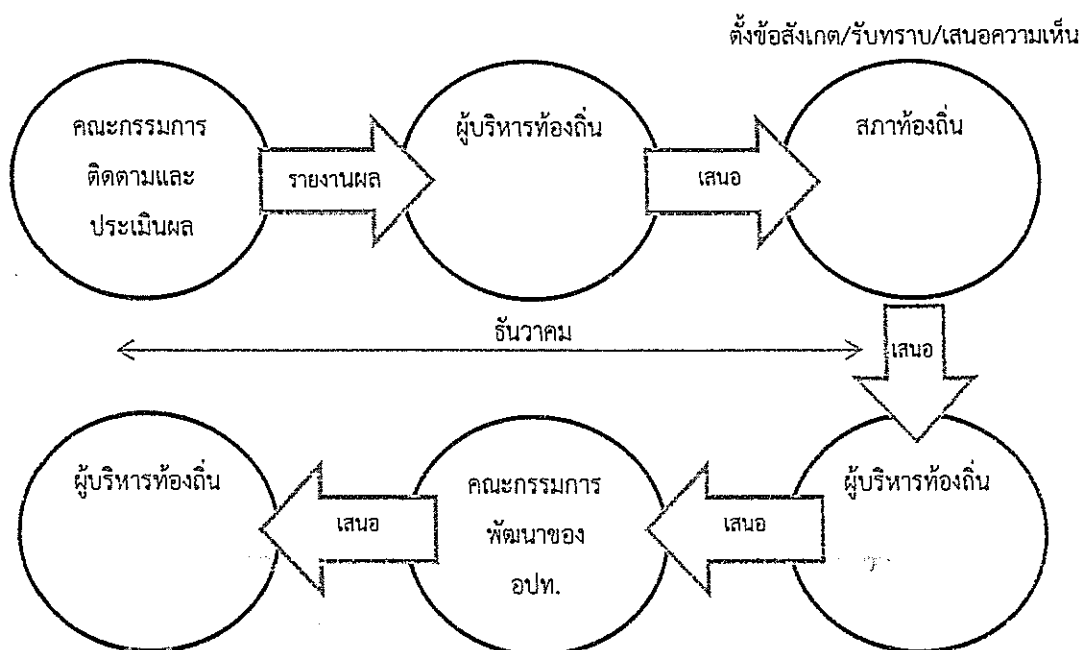 ตั้งข้อสังเกต/รับทราบ/เสนอความเห็น
คณะกรรมการ
ติดตามและ
ประเมินผล
รายงานผล
ผู้บริหารท้องถิ่น
เสนอ
สภาท้องถิ่น
ธันวาคม
เสนอ
ผู้บริหารท้องถิ่น
เสนอ
คณะกรรมการ
พัฒนาของ
อปท.
เสนอ
ผู้บริหารท้องถิ่น